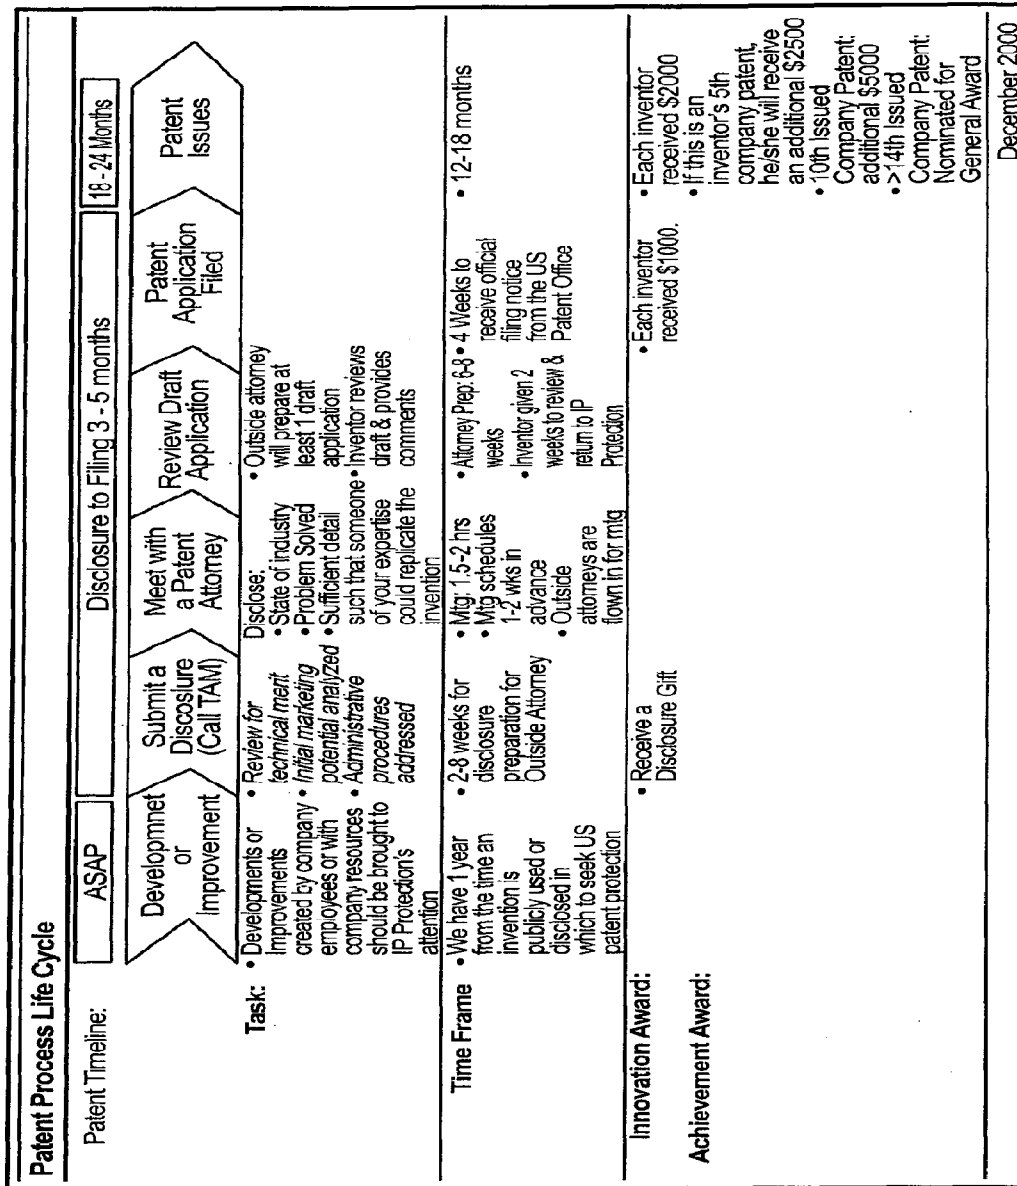 Patent Process Life Cycle
Patent Timeline:
ASAP
Disclosure to Filing 3 - 5 months
18 - 24 Months
Developmnet
or
Improvement
Submit a
Discoslure
(Call TAM)
Meet with
a Patent
Attorney
Review Draft
Application
Patent
Application
Filed
Patent
Issues
Task:
• Developments or
Improvements
created by company
employees or with
company resources
should be brought to
IP Protection's
attention
• Review for
technical merit
• Initial marketing
potential analyzed
• Administrative
procedures
addressed
Disclose:
• State of industry
• Problem Solved
• Sufficient detail
such that someone
of your expertise
could replicate the
invention
• Outside attorney
will prepare at
least 1 draft
application
• Inventor reviews
draft & provides
comments
Time Frame
• We have 1 year
from the time an
invention is
publicly used or
disclosed in
which to seek US
patent protection
• 2-8 weeks for
disclosure
preparation for
Outside Attorney
• Mtg: 1.5-2 hrs
• Mtg schedules
1-2 wks in
advance
• Outside
attorneys are
flown in for mtg
• Attorney Prep: 6-8
weeks
• Inventor given 2
weeks to review &
return to IP
Protection
• 4 Weeks to
receive official
filing notice
from the US
Patent Office
• 12-18 months
Innovation Award:
• Receive a
Disclosure Gift
• Each inventor
received $1000.
• Each inventor
received $2000
• If this is an
inventor's 5th
company patent,
he/she will receive
an additional $2500
• 10th Issued
Company Patent:
additional $5000
• >14th Issued
Company Patent:
Nominated for
General Award
Achievement Award:
December 2000